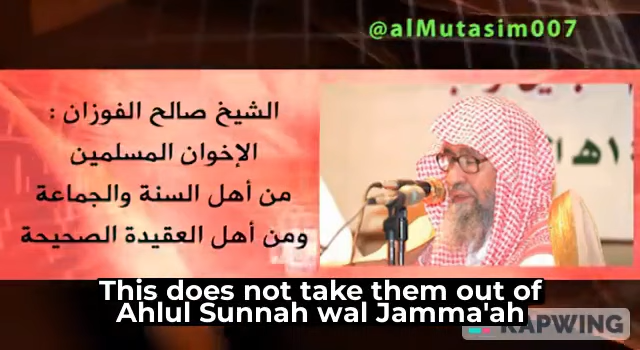 @alMutasim007
الشيخ صالح الفوزان :
الإخوان المسلمين
من أهل السنة والجماعة
ومن أهل العقيدة الصحيحة
This does not take them out of
Ahlul Sunnah wal Jamma'ah
KAPWING